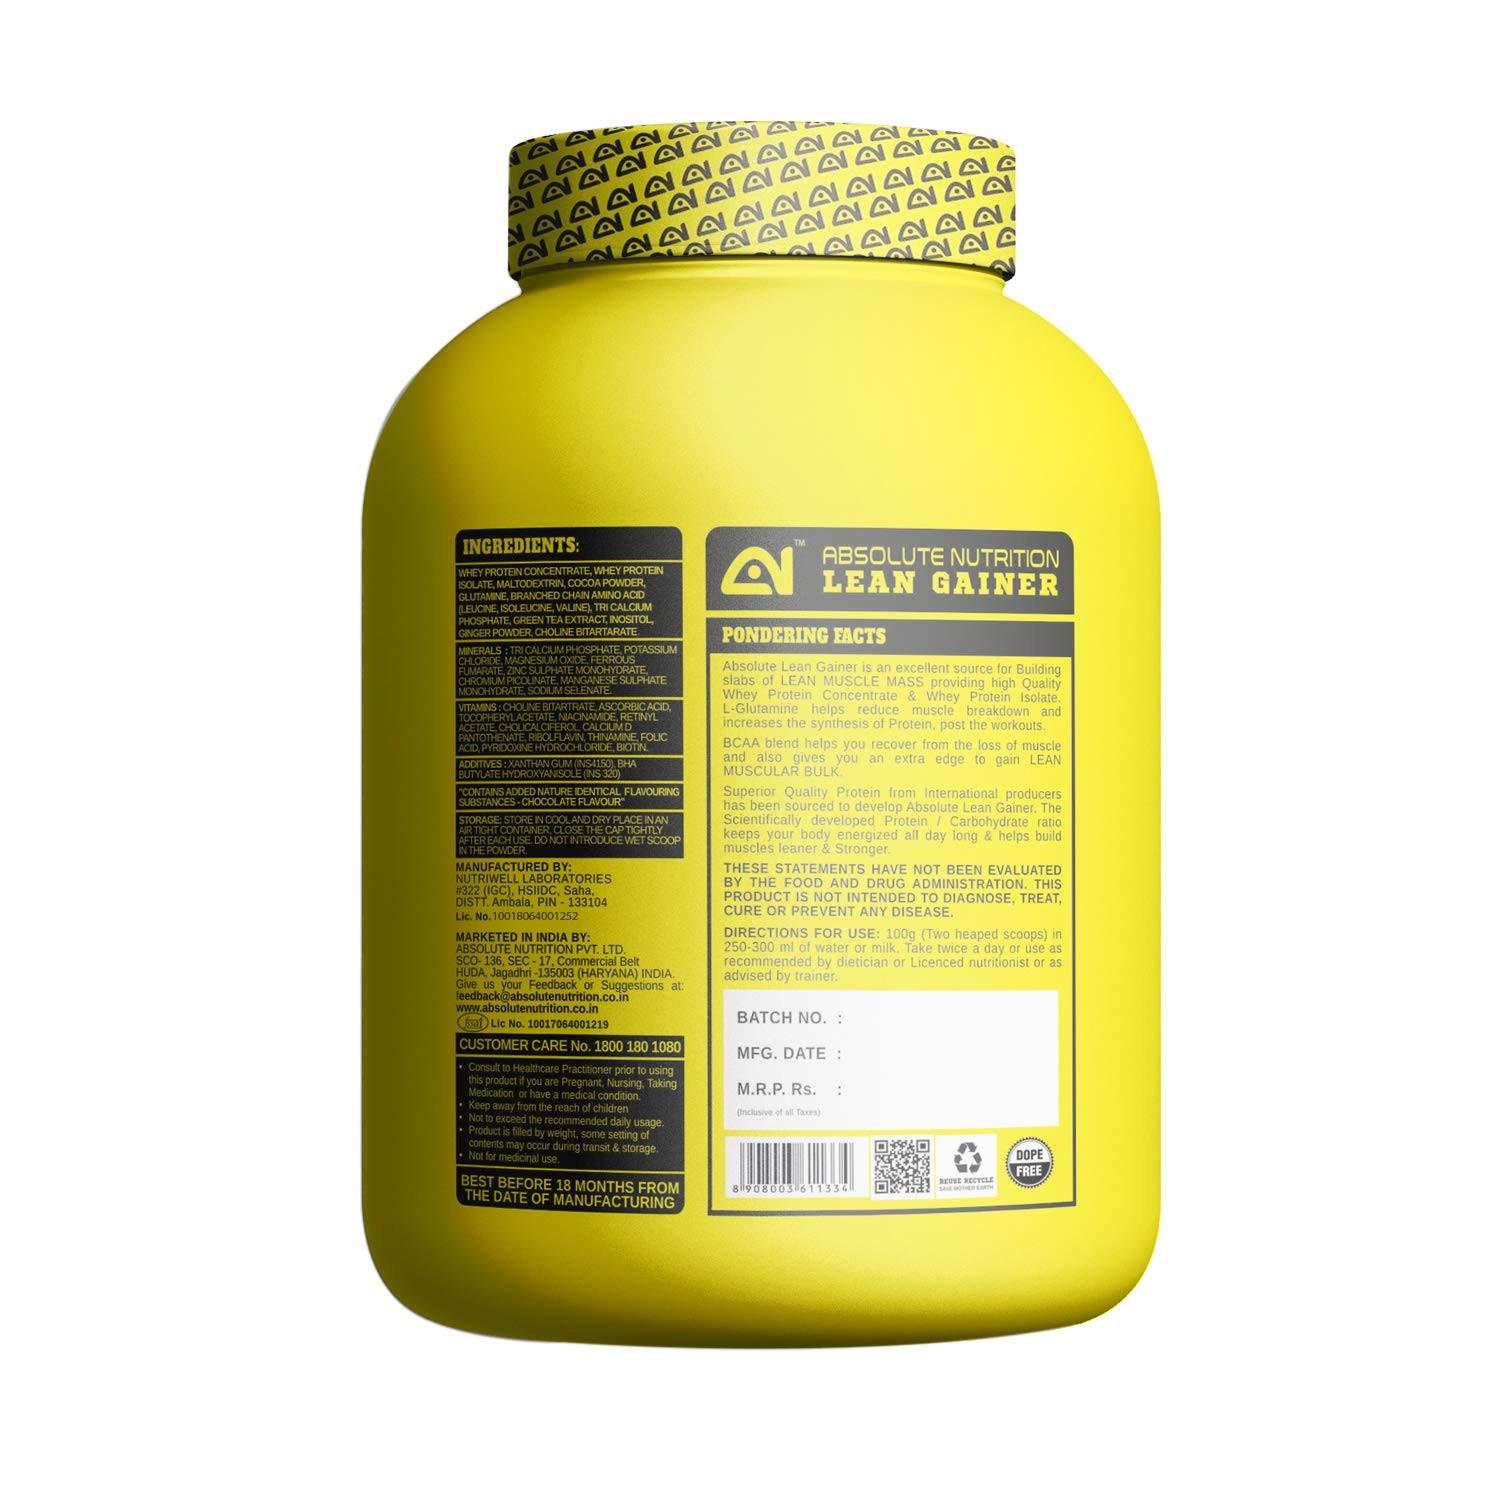 INGREDIENTS:
WHEY PROTEIN CONCENTRATE, WHEY PROTEIN
ISOLATE, MALTODEXTRIN, COCOA POWDER,
GLUTAMINE, BRANCHED CHAIN AMINO ACID
(LEUCINE, ISOLEUCINE, VALINE), TRI CALCIUM
PHOSPHATE, GREEN TEA EXTRACT, INOSITOL,
GINGER POWDER, CHOLINE BITARTARATE.
MINERALS : TRI CALCIUM PHOSPHATE, POTASSIUM
CHLORIDE, MAGNESIUM OXIDE, FERROUS
FUMARATE, ZINC SULPHATE MONOHYDRATE,
CHROMIUM PICOLINATE, MANGANESE SULPHATE
MONOHYDRATE, SODIUM SELENATE.
VITAMINS : CHOLINE BITARTRATE, ASCORBIC ACID,
TOCOPHERYL ACETATE, NIACINAMIDE, RETINYL
ACETATE, CHOLICALCIFEROL, CALCIUM D
PANTOTHENATE, RIBOLFLAVIN, THINAMINE, FOLIC
ACID, PYRIDOXINE HYDROCHLORIDE, BIOTIN.
ADDITIVES : XANTHAN GUM (INS4150), BHA
BUTYLATE HYDROXYANISOLE (INS 320)
"CONTAINS ADDED NATURE IDENTICAL FLAVOURING
SUBSTANCES - CHOCOLATE FLAVOUR"
STORAGE: STORE IN COOL AND DRY PLACE IN AN
AIR TIGHT CONTAINER, CLOSE THE CAP TIGHTLY
AFTER EACH USE. DO NOT INTRODUCE WET SCOOP
IN THE POWDER.
MANUFACTURED BY:
NUTRIWELL LABORATORIES
#322 (IGC), HSIIDC, Saha,
DISTT. Ambala, PIN - 133104
Lic. No. 10018064001252
MARKETED IN INDIA BY:
ABSOLUTE NUTRITION PVT. LTD.
SCO- 136, SEC - 17, Commercial Belt
HUDA, Jagadhri -135003 (HARYANA) INDIA.
Give us your Feedback or Suggestions at:
feedback@absolutenutrition.co.in
www.absolutenutrition.co.in
fssai Lic No. 10017064001219
CUSTOMER CARE No. 1800 180 1080
• Consult to Healthcare Practitioner prior to using
this product if you are Pregnant, Nursing, Taking
Medication or have a medical condition.
• Keep away from the reach of children
• Not to exceed the recommended daily usage.
• Product is filled by weight, some setting of
contents may occur during transit & storage.
• Not for medicinal use.
BEST BEFORE 18 MONTHS FROM
THE DATE OF MANUFACTURING
TM
ABSOLUTE NUTRITION
LEAN GAINER
PONDERING FACTS
Absolute Lean Gainer is an excellent source for Building
slabs of LEAN MUSCLE MASS providing high Quality
Whey Protein Concentrate & Whey Protein Isolate.
L-Glutamine helps reduce muscle breakdown and
increases the synthesis of Protein, post the workouts.
BCAA blend helps you recover from the loss of muscle
and also gives you an extra edge to gain LEAN
MUSCULAR BULK.
Superior Quality Protein from International producers
has been sourced to develop Absolute Lean Gainer. The
Scientifically developed Protein / Carbohydrate ratio
keeps your body energized all day long & helps build
muscles leaner & Stronger.
THESE STATEMENTS HAVE NOT BEEN EVALUATED
BY THE FOOD AND DRUG ADMINISTRATION. THIS
PRODUCT IS NOT INTENDED TO DIAGNOSE, TREAT,
CURE OR PREVENT ANY DISEASE.
DIRECTIONS FOR USE: 100g (Two heaped scoops) in
250-300 ml of water or milk. Take twice a day or use as
recommended by dietician or Licenced nutritionist or as
advised by trainer.
BATCH NO. :
MFG. DATE :
M.R.P. Rs. :
(Inclusive of all Taxes)
8 908003 611334
REUSE RECYCLE
SAVE MOTHER EARTH
DOPE
FREE